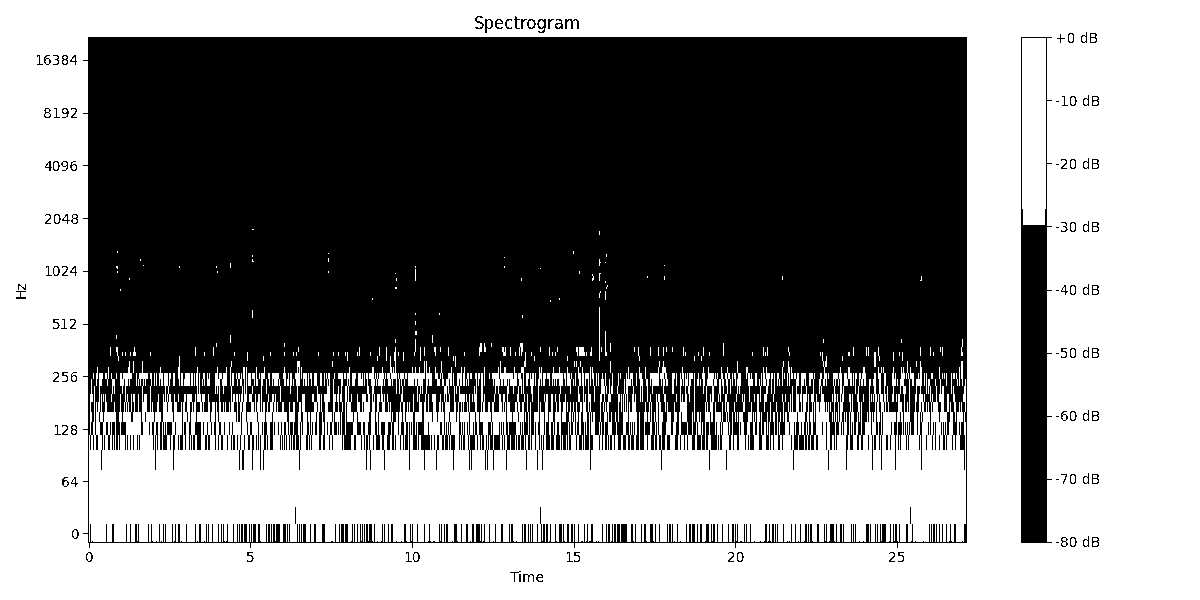 Spectrogram
Hz
16384
8192
4096
2048
1024
512
256
128
64
0
0 5 10 15 20 25
Time
+0 dB
-10 dB
-20 dB
-30 dB
-40 dB
-50 dB
-60 dB
-70 dB
-80 dB